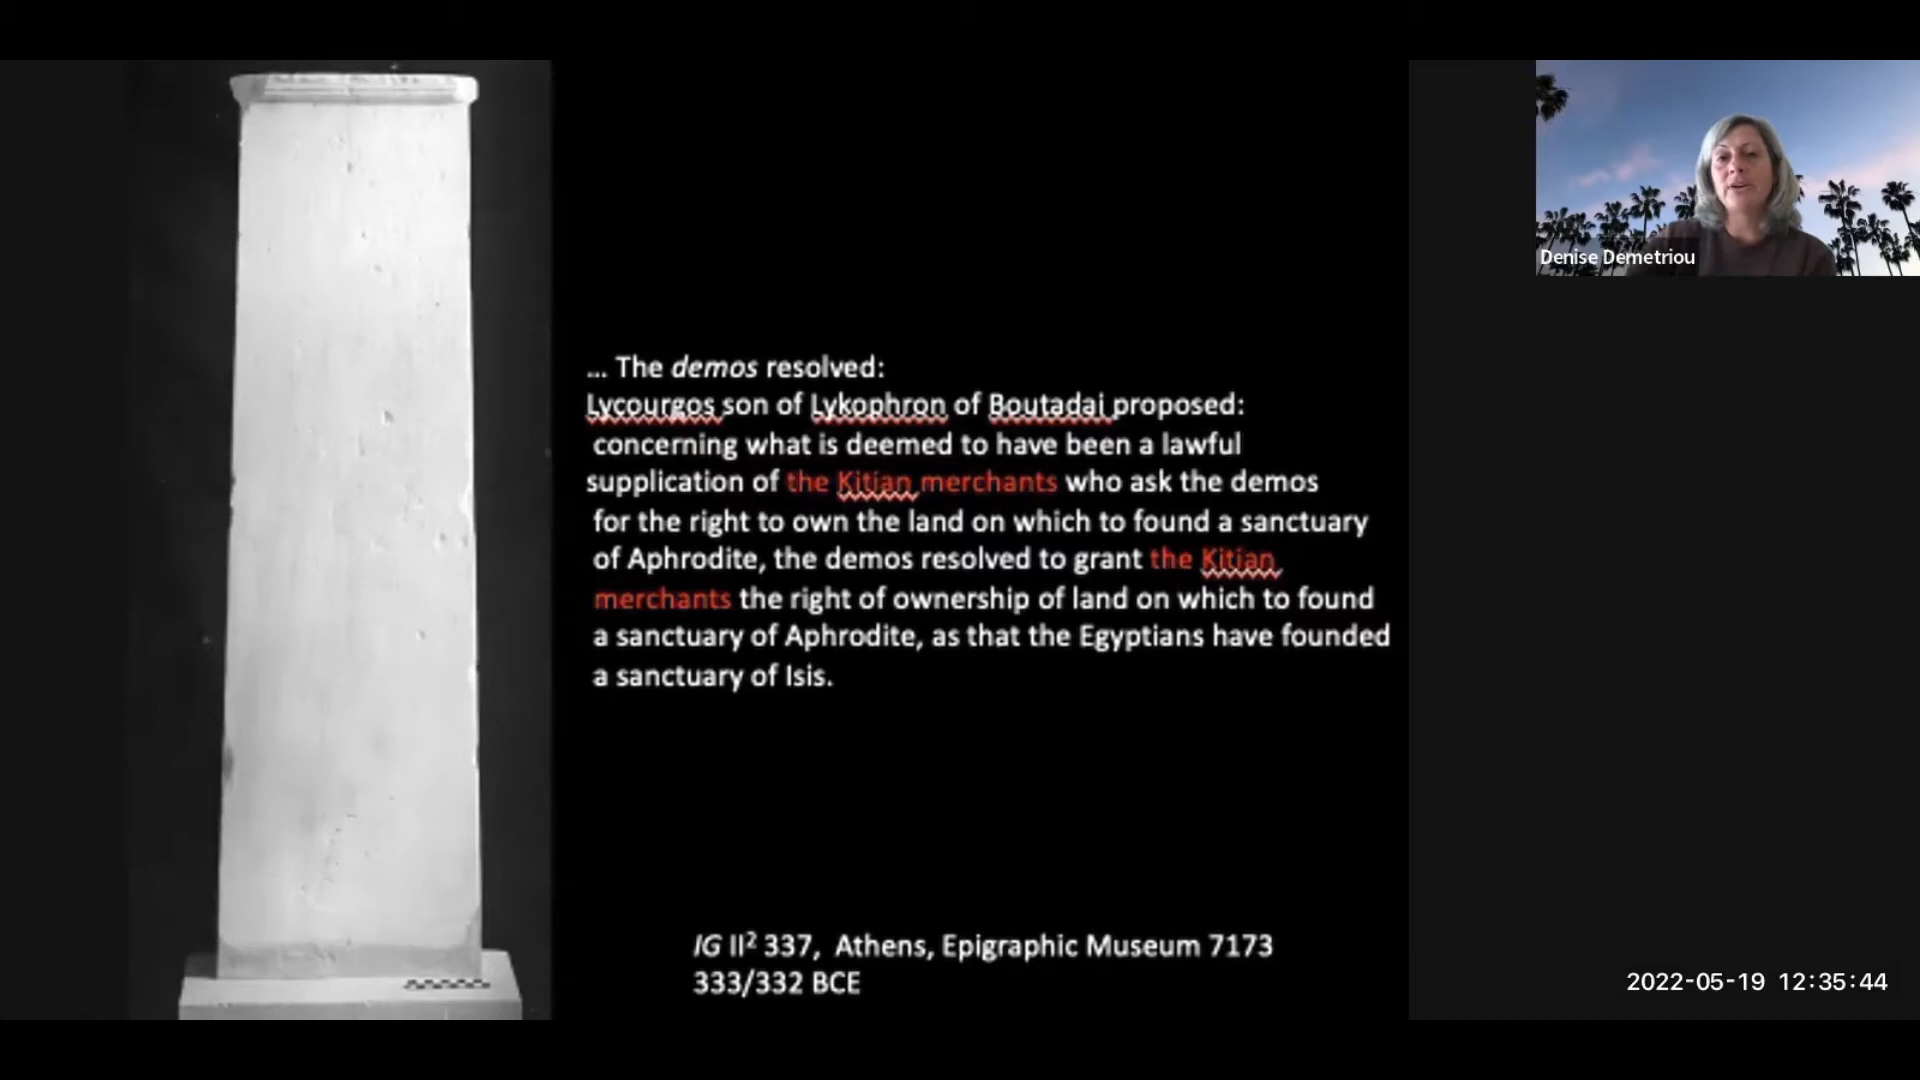 ... The demos resolved:
Lycourgos son of Lykophron of Boutadai proposed:
concerning what is deemed to have been a lawful
supplication of the Kitian merchants who ask the demos
for the right to own the land on which to found a sanctuary
of Aphrodite, the demos resolved to grant the Kitian
merchants the right of ownership of land on which to found
a sanctuary of Aphrodite, as that the Egyptians have founded
a sanctuary of Isis.
IG II² 337, Athens, Epigraphic Museum 7173
333/332 BCE
Denise Demetriou
2022-05-19 12:35:44